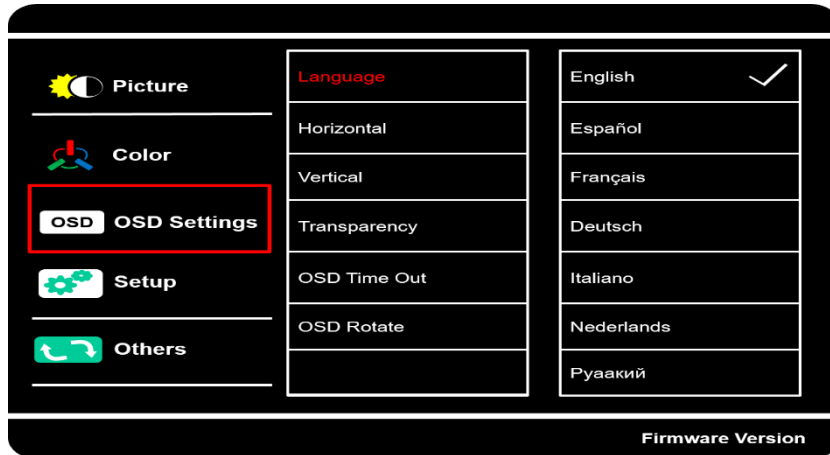 Picture
Color
OSD OSD Settings
Setup
Others
Language
Horizontal
Vertical
Transparency
OSD Time Out
OSD Rotate
English
Español
Français
Deutsch
Italiano
Nederlands
Руаакий
Firmware Version